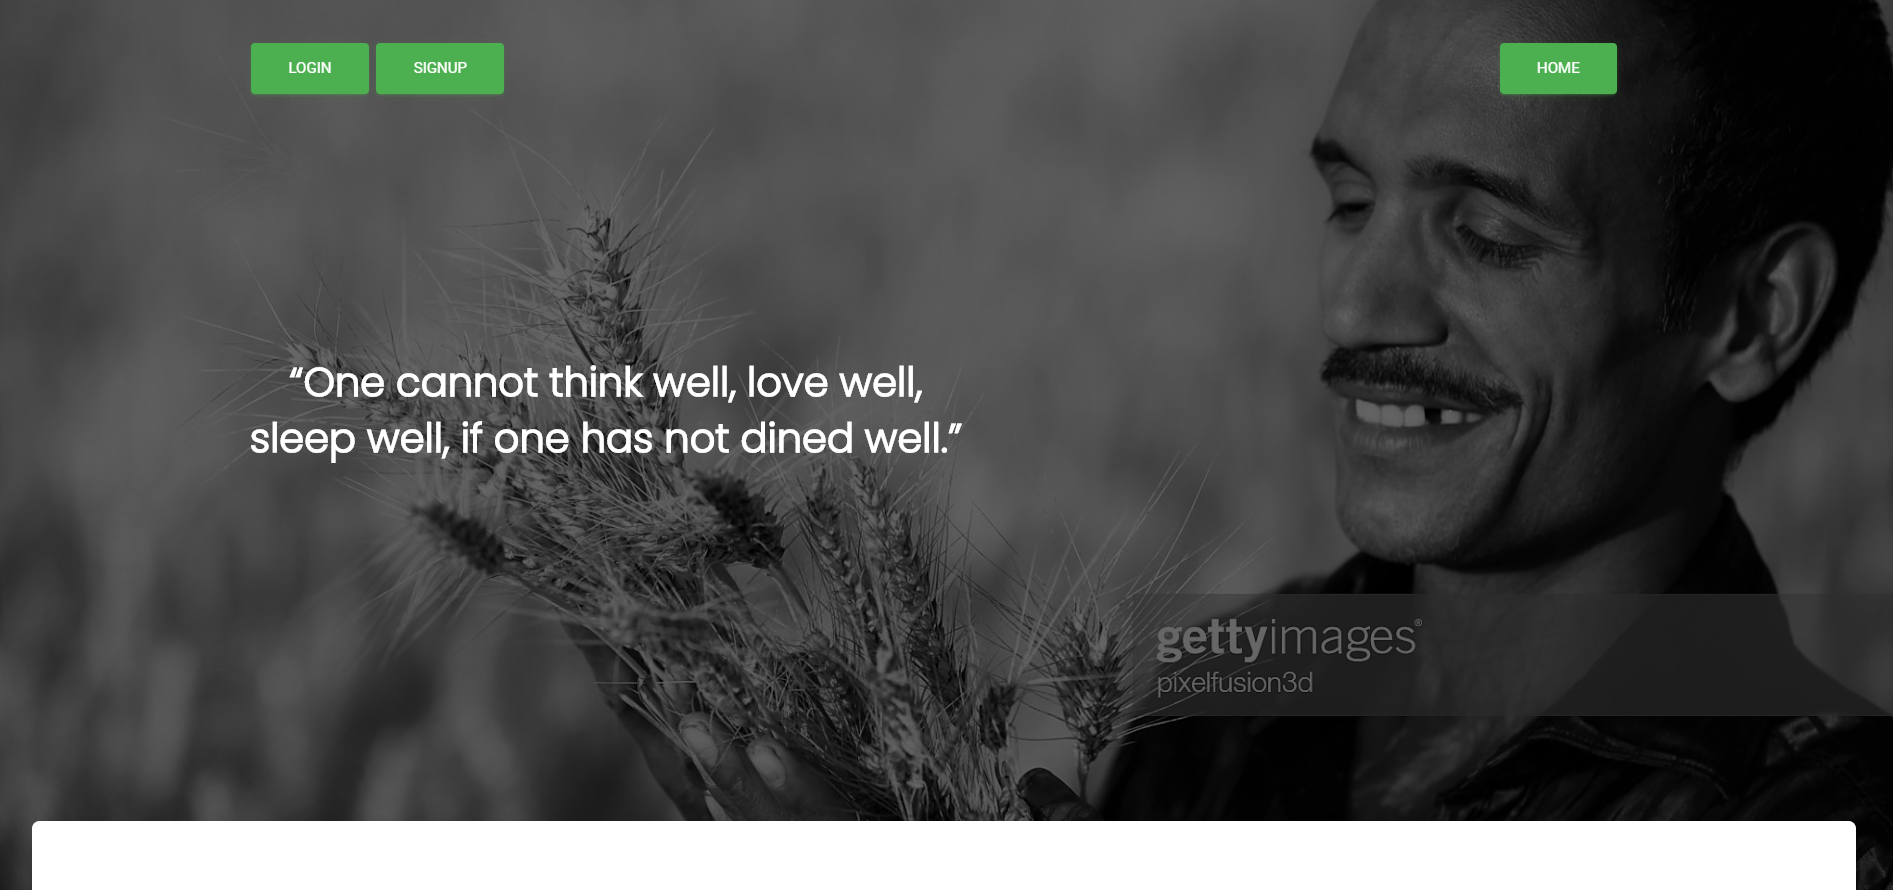 LOGIN SIGNUP HOME
“One cannot think well, love well,
sleep well, if one has not dined well.”
gettyimages®
pixelfusion3d